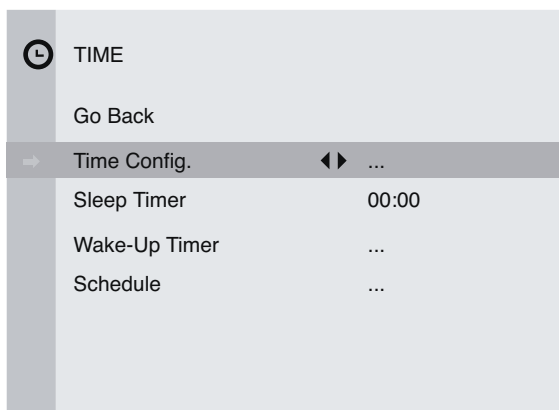 TIME
Go Back
Time Config. ...
Sleep Timer 00:00
Wake-Up Timer ...
Schedule ...